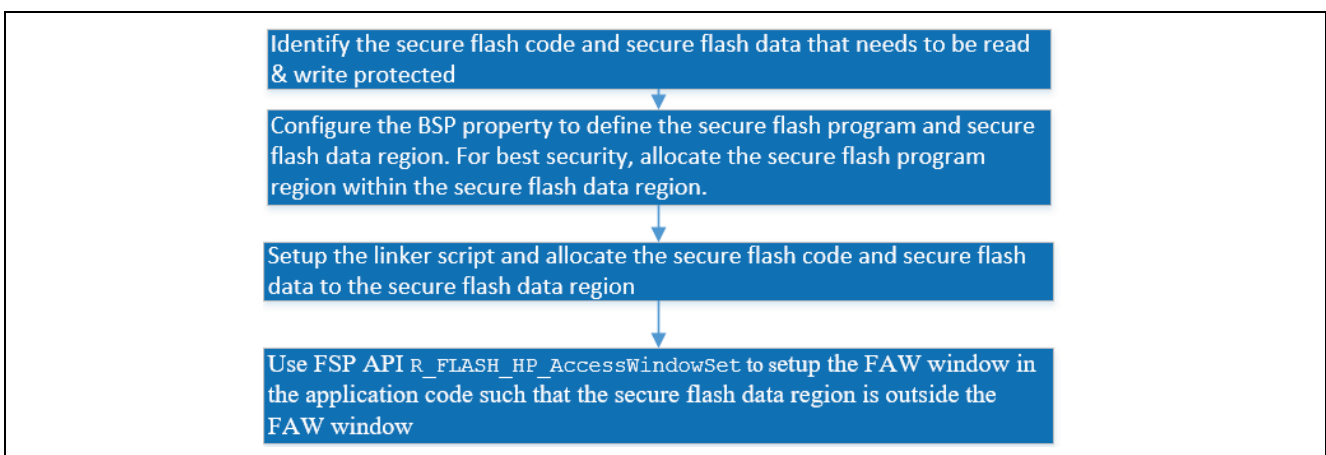 Identify the secure flash code and secure flash data that needs to be read
& write protected
Configure the BSP property to define the secure flash program and secure
flash data region. For best security, allocate the secure flash program
region within the secure flash data region.
Setup the linker script and allocate the secure flash code and secure flash
data to the secure flash data region
Use FSP API R_FLASH_HP_AccessWindowSet to setup the FAW window in
the application code such that the secure flash data region is outside the
FAW window